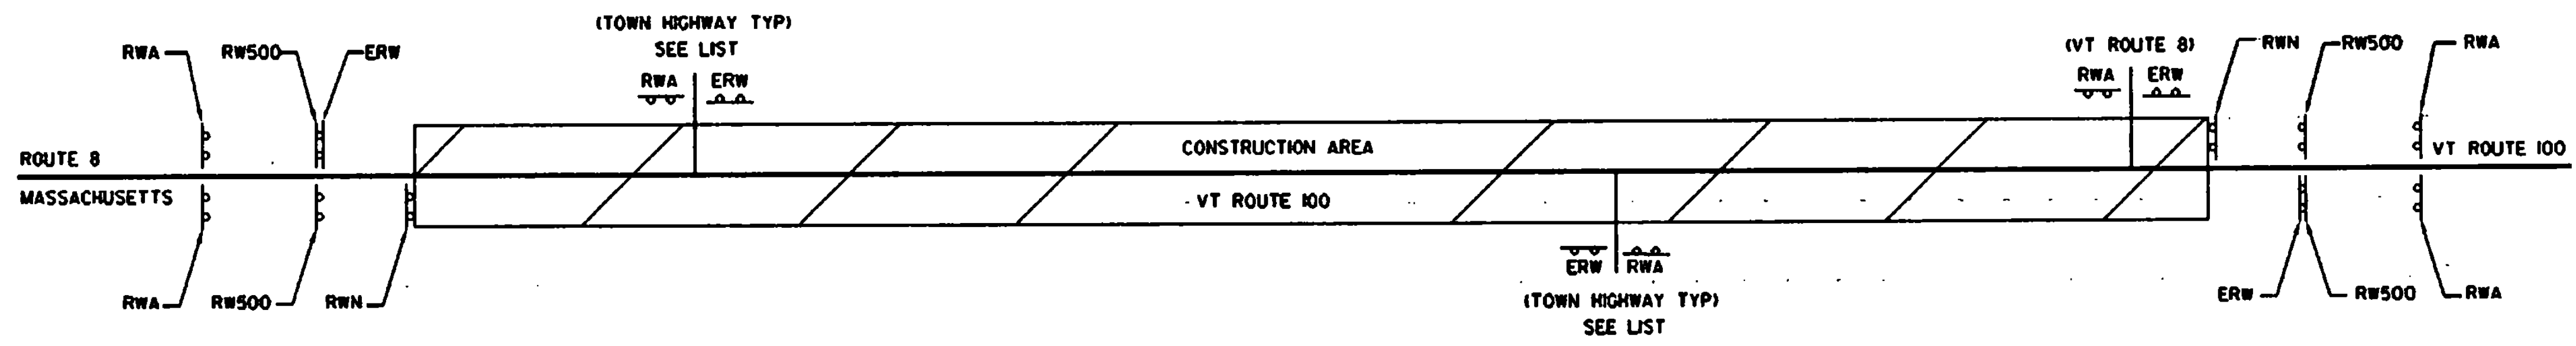 (TOWN HIGHWAY TYP)
SEE LIST
RWA
RW500
ERW
RWA ERW
(VT ROUTE 8)
RWA ERW
RWN
RW500
RWA
ROUTE 8
CONSTRUCTION AREA
VT ROUTE 100
MASSACHUSETTS
VT ROUTE 100
RWA
RW500
RWN
ERW RWA
(TOWN HIGHWAY TYP)
SEE LIST
ERW
RW500
RWA